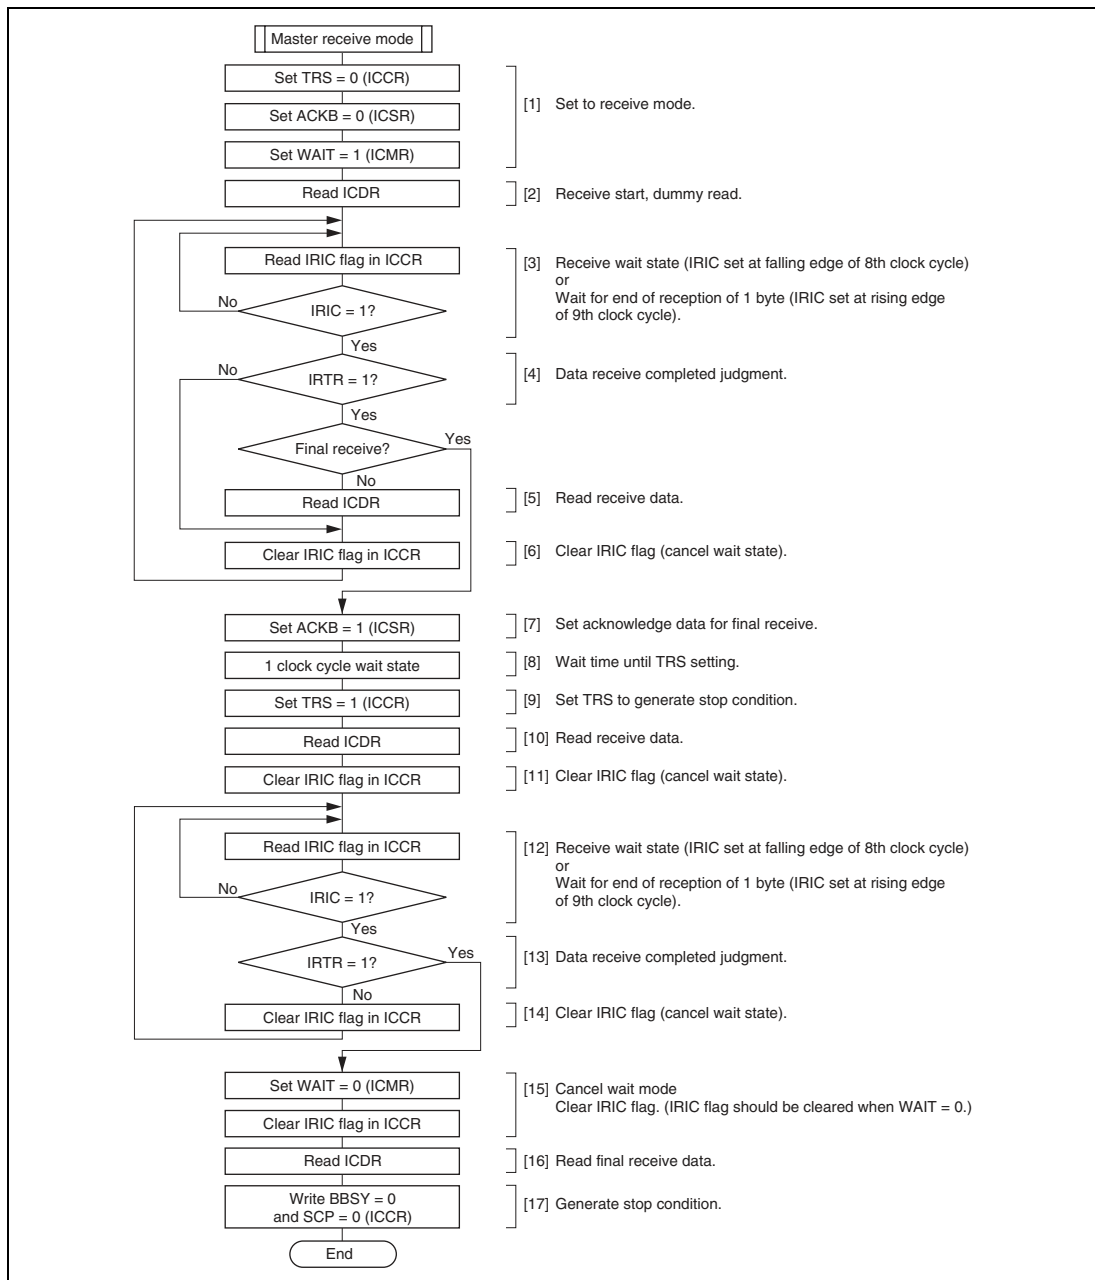 Master receive mode
Set TRS = 0 (ICCR)
Set ACKB = 0 (ICSR)
[1] Set to receive mode.
Set WAIT = 1 (ICMR)
Read ICDR
[2] Receive start, dummy read.
Read IRIC flag in ICCR
[3] Receive wait state (IRIC set at falling edge of 8th clock cycle)
or
Wait for end of reception of 1 byte (IRIC set at rising edge
of 9th clock cycle).
No
IRIC = 1?
Yes
No
IRTR = 1?
[4] Data receive completed judgment.
Yes
Final receive?
Yes
No
Read ICDR
[5] Read receive data.
Clear IRIC flag in ICCR
[6] Clear IRIC flag (cancel wait state).
Set ACKB = 1 (ICSR)
[7] Set acknowledge data for final receive.
1 clock cycle wait state
[8] Wait time until TRS setting.
Set TRS = 1 (ICCR)
[9] Set TRS to generate stop condition.
Read ICDR
[10] Read receive data.
Clear IRIC flag in ICCR
[11] Clear IRIC flag (cancel wait state).
Read IRIC flag in ICCR
[12] Receive wait state (IRIC set at falling edge of 8th clock cycle)
or
Wait for end of reception of 1 byte (IRIC set at rising edge
of 9th clock cycle).
No
IRIC = 1?
Yes
IRTR = 1?
Yes
[13] Data receive completed judgment.
No
Clear IRIC flag in ICCR
[14] Clear IRIC flag (cancel wait state).
Set WAIT = 0 (ICMR)
[15] Cancel wait mode
Clear IRIC flag. (IRIC flag should be cleared when WAIT = 0.)
Clear IRIC flag in ICCR
Read ICDR
[16] Read final receive data.
Write BBSY = 0
and SCP = 0 (ICCR)
[17] Generate stop condition.
End